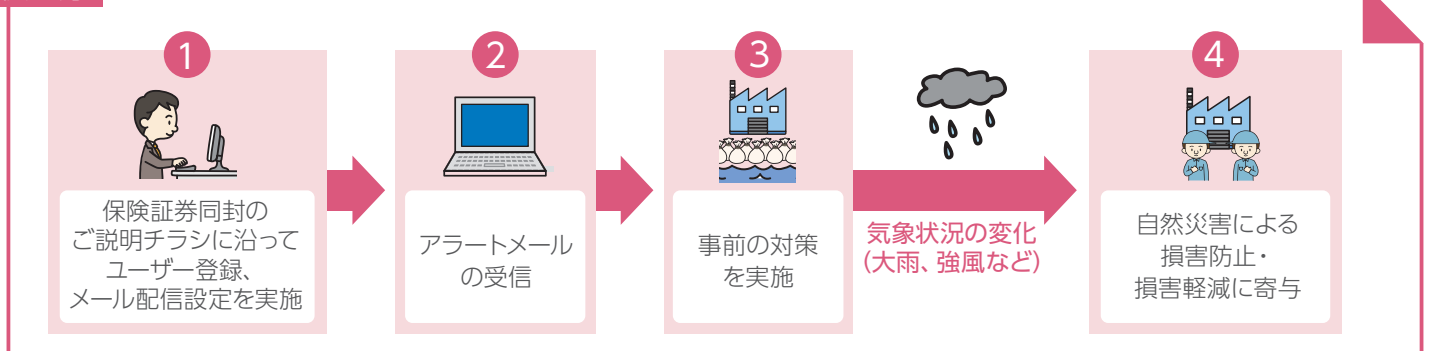 1
保険証券同封の
ご説明チラシに沿って
ユーザー登録、
メール配信設定を実施
2
アラートメール
の受信
3
事前の対策
を実施
気象状況の変化
(大雨、強風など)
4
自然災害による
損害防止・
損害軽減に寄与